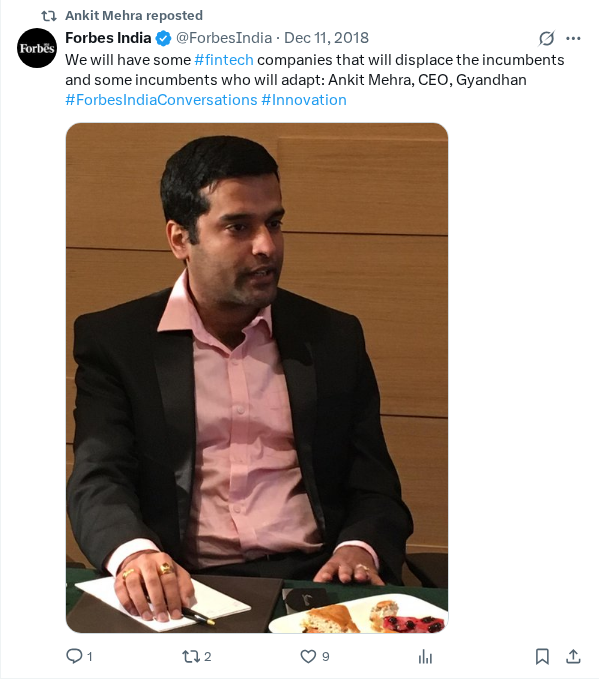 Ankit Mehra reposted
Forbes
Forbes India @ForbesIndia · Dec 11, 2018
We will have some #fintech companies that will displace the incumbents
and some incumbents who will adapt: Ankit Mehra, CEO, Gyandhan
#ForbesIndiaConversations #Innovation
1
2
9